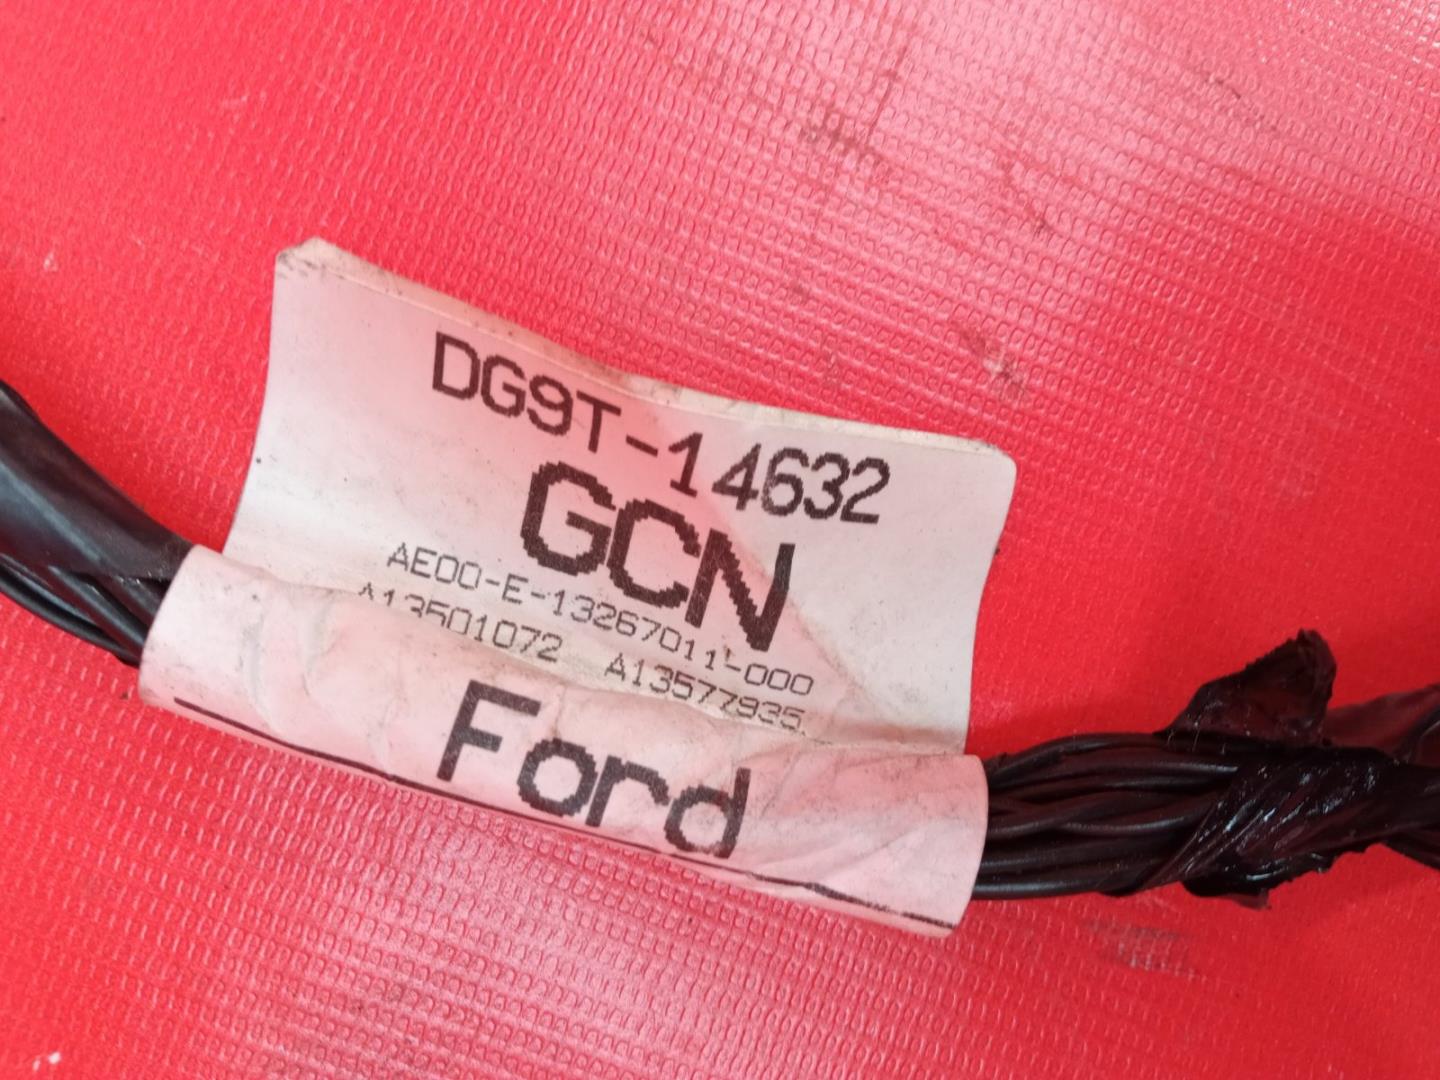 DG9T-14632
GCN
AE00-E-13267011-000
A13501072 A13577935
Ford